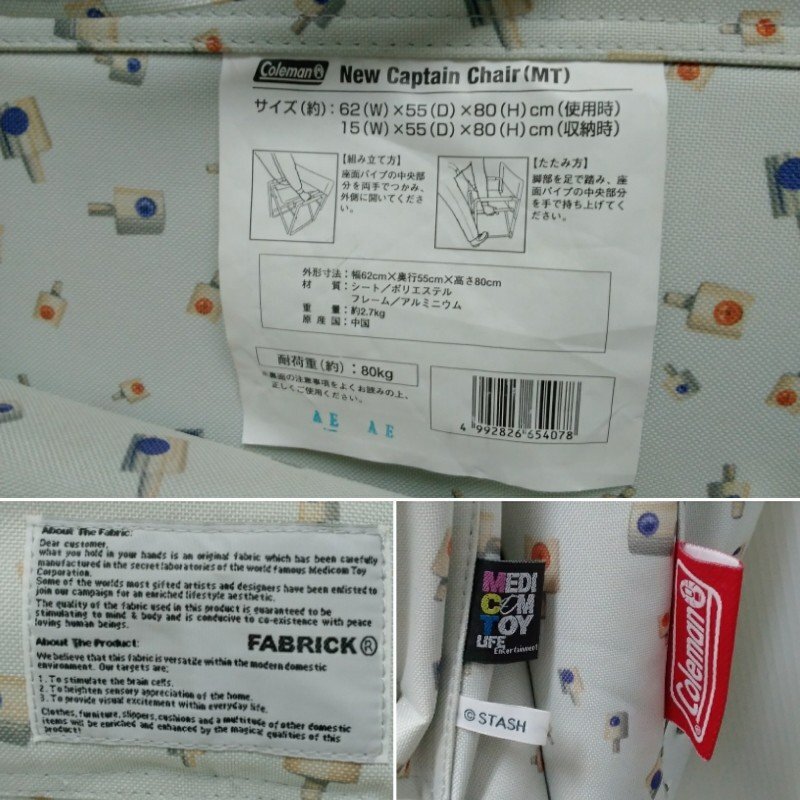 Coleman® New Captain Chair(MT)
サイズ(約):62(W)×55(D)×80(H)cm(使用時)
15(W)×55(D)×80(H)cm(収納時)
【組み立て方】
座面パイプの中央部
分を両手でつかみ、
外側に開いてください。
【たたみ方】
脚部を足で踏み、座
面パイプの中央部分
を手で持ち上げてく
ださい。
外形寸法:幅62cm×奥行55cm×高さ80cm
材 質:シート/ポリエステル
フレーム/アルミニウム
重 量:約2.7kg
原 産 国:中国
耐荷重(約):80kg
※裏面の注意事項をよくお読みの上、
正しくご使用ください。
AE AE
4 992826 654078
About The Fabric:
Dear customer,
what you hold in your hands is an original fabric which has been carefully
manufactured in the secret laboratories of the world famous Medicom Toy
Corporation.
Some of the worlds most gifted artists and designers have been enlisted to
join our campaign for an enriched lifestyle aesthetic.
The quality of the fabric used in this product is guaranteed to be
stimulating to mind & body and is conducive to co-existence with peace
loving human beings.
FABRICK®
About The Product:
We believe that this fabric is versatile within the modern domestic
environment. Our targets are;
1. To stimulate the brain cells.
2. To heighten sensory appreciation of the home.
3. To provide visual excitement within everyday life.
Clothes, furniture, slippers, cushions and a multitude of other domestic
items will be enriched and enhanced by the magical qualities of this
product!
MEDI
COM
TOY
LIFE
Entertainment
© STASH
Coleman®